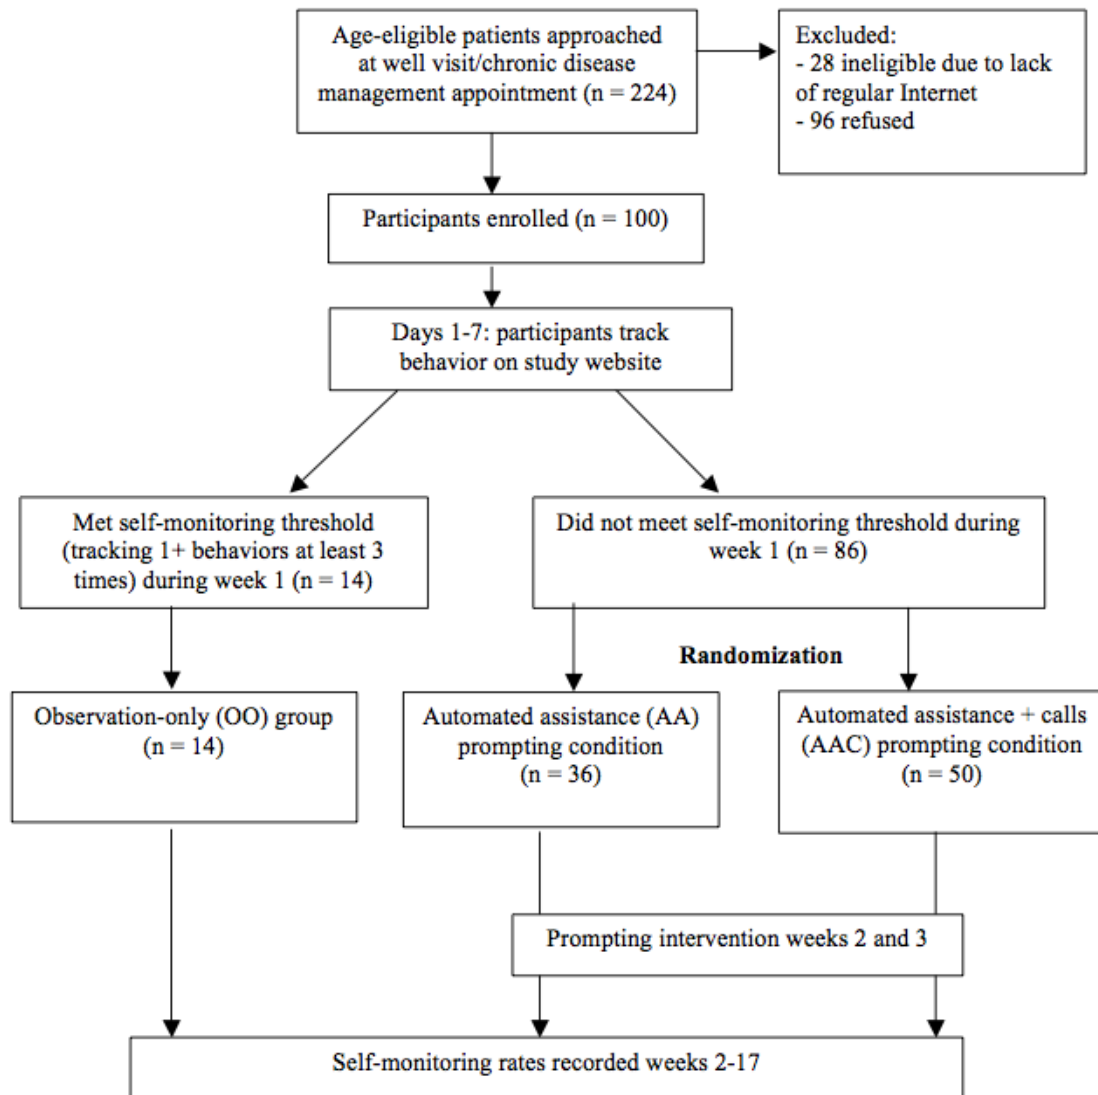 Age-eligible patients approached
at well visit/chronic disease
management appointment (n = 224)
Excluded:
- 28 ineligible due to lack
of regular Internet
- 96 refused
Participants enrolled (n = 100)
Days 1-7: participants track
behavior on study website
Met self-monitoring threshold
(tracking 1+ behaviors at least 3
times) during week 1 (n = 14)
Did not meet self-monitoring threshold during
week 1 (n = 86)
Randomization
Observation-only (OO) group
(n = 14)
Automated assistance (AA)
prompting condition
(n = 36)
Automated assistance + calls
(AAC) prompting condition
(n = 50)
Prompting intervention weeks 2 and 3
Self-monitoring rates recorded weeks 2-17